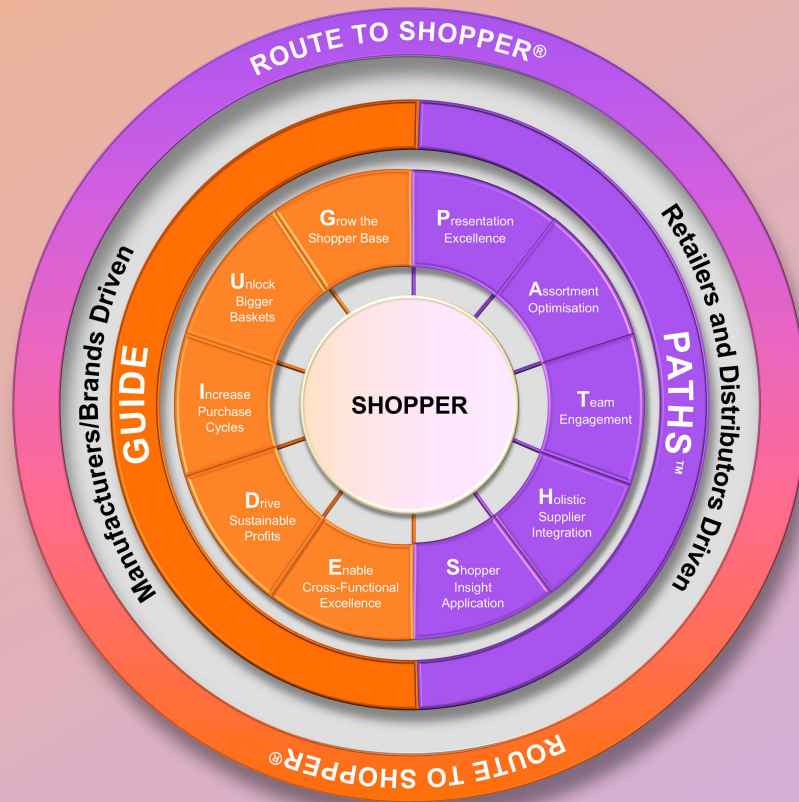 ROUTE TO SHOPPER®
Manufacturers/Brands Driven
GUIDE
Grow the
Shopper Base
Unlock
Bigger
Baskets
Increase
Purchase
Cycles
Drive
Sustainable
Profits
Enable
Cross-Functional
Excellence
SHOPPER
Presentation
Excellence
Assortment
Optimisation
Team
Engagement
Holistic
Supplier
Integration
Shopper
Insight
Application
PATHS™
Retailers and Distributors Driven
ROUTE TO SHOPPER®